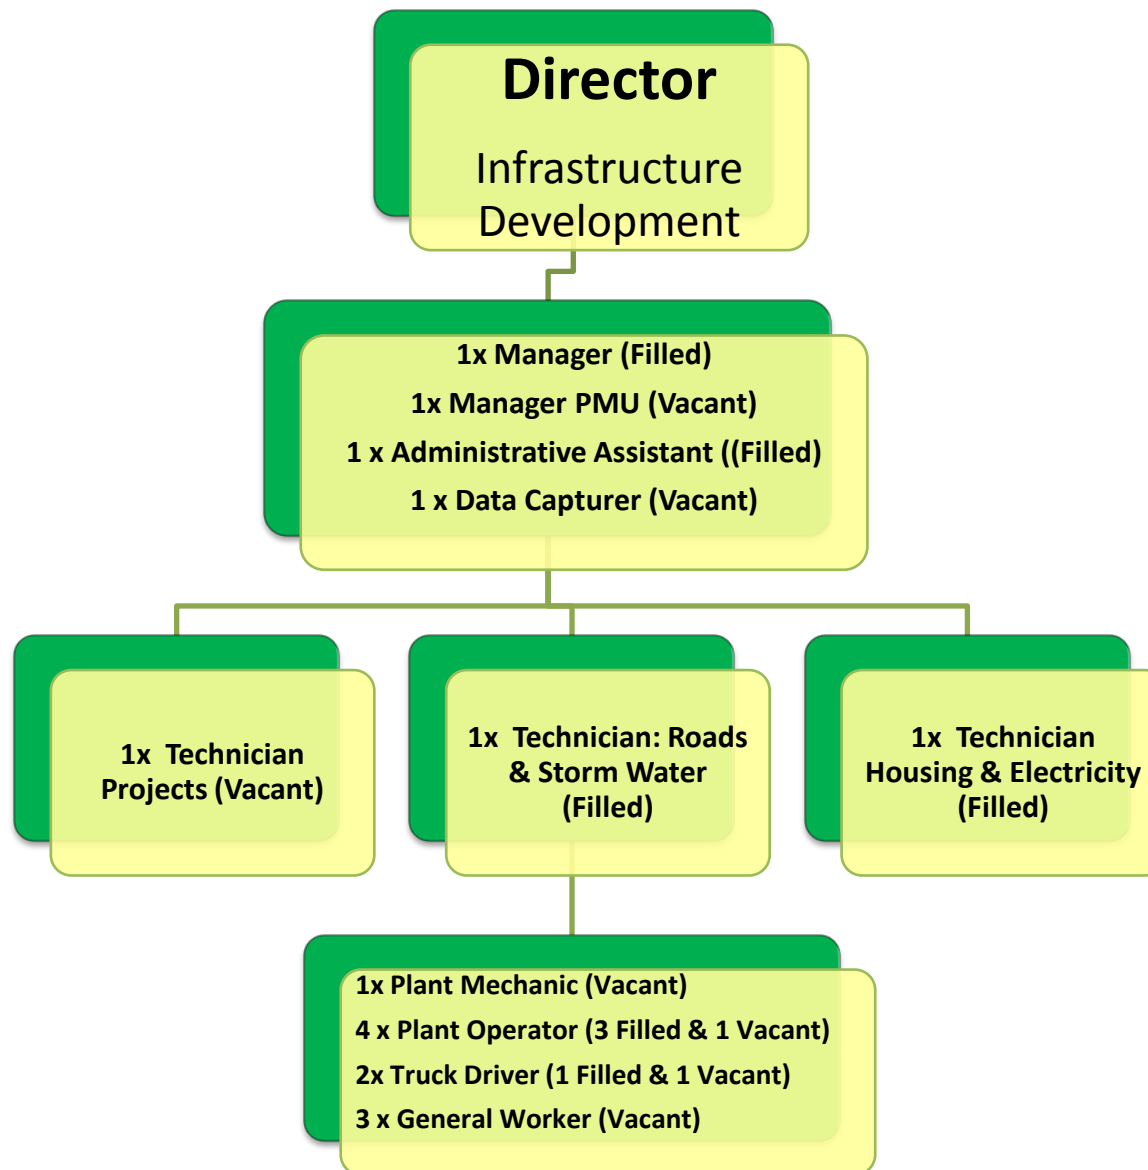 Director
Infrastructure
Development
1x Manager (Filled)
1x Manager PMU (Vacant)
1 x Administrative Assistant ((Filled)
1 x Data Capturer (Vacant)
1x Technician
Projects (Vacant)
1x Technician: Roads
& Storm Water
(Filled)
1x Technician
Housing & Electricity
(Filled)
1x Plant Mechanic (Vacant)
4 x Plant Operator (3 Filled & 1 Vacant)
2x Truck Driver (1 Filled & 1 Vacant)
3 x General Worker (Vacant)